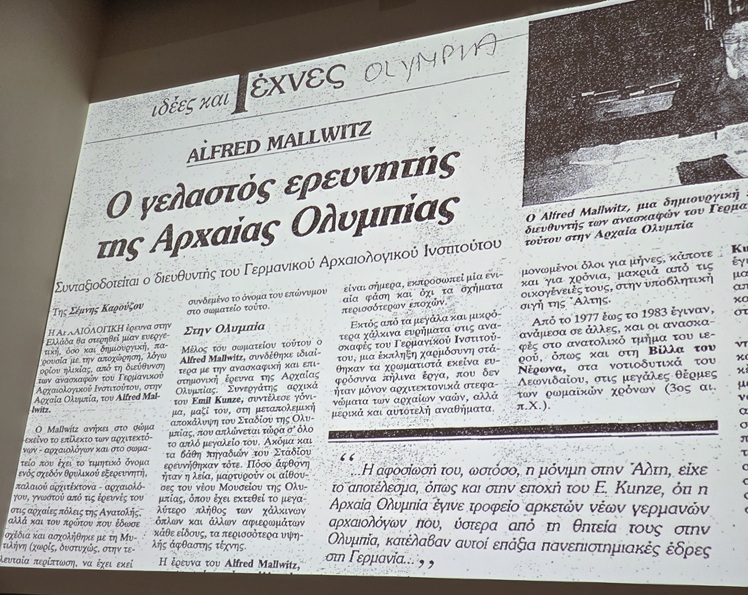 ιδέες και Τέχνες OLYMPIA
ALFRED MALLWITZ
Ο γελαστός ερευνητής
της Αρχαίας Ολυμπίας
Συνταξιοδοτείται ο διευθυντής του Γερμανικού Αρχαιολογικού Ινστιτούτου
Της Σέμνης Καρούζου
Η ΑΡΧΑΙΟΛΟΓΙΚΗ έρευνα στην
Ελλάδα θα στερηθεί μίαν ευεργε-
τική, όσο και δημιουργική, πα-
ρουσία με την αποχώρηση, λόγω
ορίου ηλικίας, από τη διεύθυνση
των ανασκαφών του Γερμανικού
Αρχαιολογικού Ινστιτούτου, στην
Αρχαία Ολυμπία, του Alfred Mal-
lwitz.
Ο Mallwitz ανήκει στο σώμα
εκείνο το επίλεκτο των αρχιτεκτό-
νων - αρχαιολόγων και στο σωμα-
τείο που έχει το τιμητικό όνομα
ενός σχεδόν θρυλικού εξερευνητή,
παλαιού αρχιτέκτονα - αρχαιολό-
γου, γνωστού από τις έρευνές του
στις αρχαίες πόλεις της Ανατολής,
αλλά και του πρώτου που έδωσε
σχέδια και ασχολήθηκε με τη Μυ-
τιλήνη (χωρίς, δυστυχώς, στην τε-
λευταία περίπτωση, να έχει εκεί
συνδεμένο το όνομα του επώνυμου
στο σωματείο τούτο.
Στην Ολυμπία
Μέλος του σωματείου τούτου ο
Alfred Mallwitz, συνδέθηκε ιδιαί-
τερα με την ανασκαφική και επι-
στημονική έρευνα της Αρχαίας
Ολυμπίας. Συνεργάτης αρχικά
του Emil Kunze, συντέλεσε γόνι-
μα, μαζί του, στη μεταπολεμική
αποκάλυψη του Σταδίου της Ολυ-
μπίας, που απλώνεται τώρα σ' όλο
το απλό μεγαλείο του. Ακόμα και
τα βάθη πηγαδιών του Σταδίου
ερευνήθηκαν τότε. Πόσο άφθονη
ήταν η λεία, μαρτυρούν οι αίθου-
σες του νέου Μουσείου της Ολυ-
μπίας, όπου έχει εκτεθεί το μεγα-
λύτερο πλήθος των χάλκινων
όπλων και άλλων αφιερωμάτων
κάθε είδους, τα περισσότερα υψη-
λής άφθαστης τέχνης.
Η έρευνα του Alfred Mallwitz,
είναι σήμερα, εκπροσωπεί μία ενι-
αία φάση και όχι τα σχήματα
περισσότερων εποχών.
Εκτός από τα μεγάλα και μικρό-
τερα χάλκινα ευρήματα στις ανα-
σκαφές του Γερμανικού Ινστιτού-
του, μια έκπληξη χαρμόσυνη στά-
θηκαν τα χρωματιστά εκείνα ευ-
φρόσυνα πήλινα έργα, που δεν
ήταν μόνον αρχιτεκτονικά στεφα-
νώματα των αρχαίων ναών, αλλά
μερικά και αυτοτελή αναθήματα.
Ο Alfred Mallwitz, μια δημιουργική
διευθυντής των ανασκαφών του Γερμα
τούτου στην Αρχαία Ολυμπία
μονωμένοι όλοι για μήνες, κάποτε
και για χρόνια, μακριά από τις
οικογένειές τους, στην υποβλητική
σιγή της Άλτης.
Από το 1977 έως το 1983 έγιναν,
ανάμεσα σε άλλες, και οι ανασκα-
φές στο ανατολικό τμήμα του ιε-
ρού, όπως και στη Βίλλα του
Νέρωνα, στα νοτιοδυτικά του
Λεωνιδαίου, στις μεγάλες θέρμες
των ρωμαϊκών χρόνων (3ος αι.
π.Χ.).
“...Η αφοσίωσή του, ωστόσο, η μόνιμη στην Άλτη, είχε
το αποτέλεσμα, όπως και στην εποχή του Ε. Kunze, ότι η
Αρχαία Ολυμπία έγινε τροφείο αρκετών νέων γερμανών
αρχαιολόγων που, ύστερα από τη θητεία τους στην
Ολυμπία, κατέλαβαν αυτοί επάξια πανεπιστημιακές έδρες
στη Γερμανία...,,